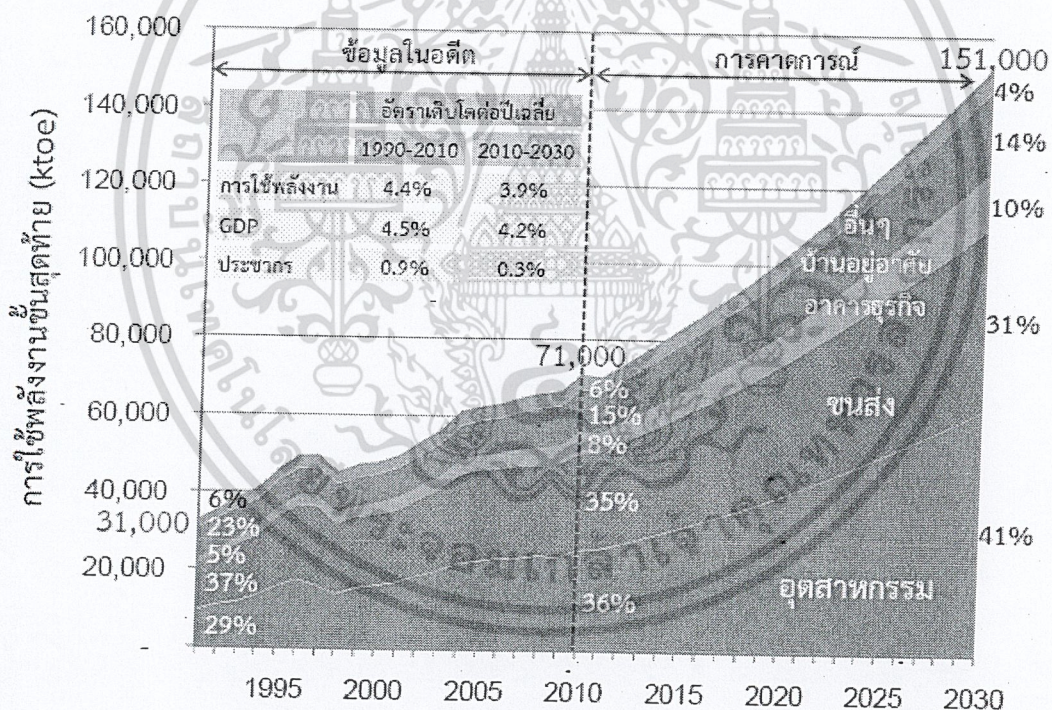 160,000
ข้อมูลในอดีต
การคาดการณ์
151,000
140,000
อัตราเติบโตต่อปีเฉลี่ย
4%
1990-2010 2010-2030
14%
120,000
การใช้พลังงาน 4.4% 3.9%
10%
GDP 4.5% 4.2%
อื่นๆ
100,000
ประชากร 0.9% 0.3%
บ้านอยู่อาศัย
อาคารธุรกิจ
31%
80,000
71,000
6%
15%
8%
ขนส่ง
60,000
การใช้พลังงานขั้นสุดท้าย (ktoe)
40,000
6%
35%
31,000
23%
5%
41%
20,000
37%
36%
อุตสาหกรรม
29%
-
1995 2000 2005 2010 2015 2020 2025 2030